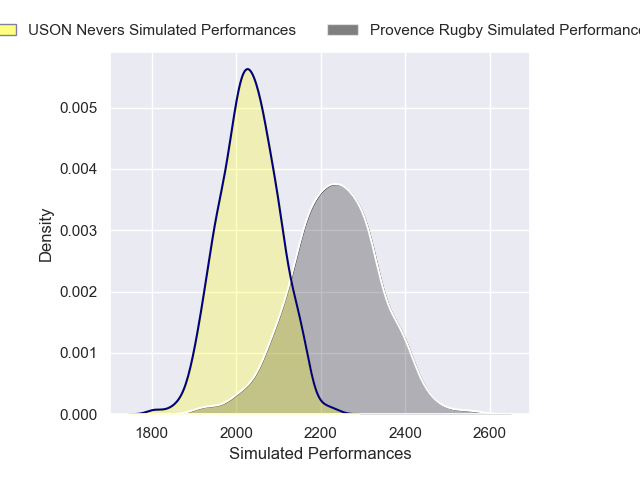 USON Nevers Simulated Performances Provence Rugby Simulated Performance
0.005
0.004
0.003
0.002
0.001
0.000
Density
1800 2000 2200 2400 2600
Simulated Performances